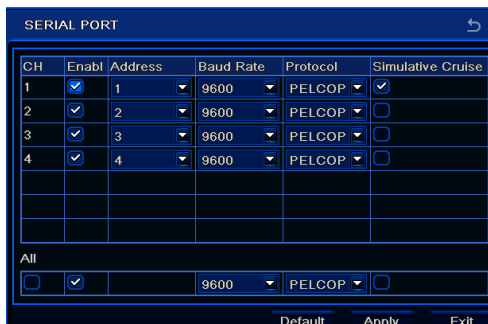 SERIAL PORT
CH Enabl Address Baud Rate Protocol Simulative Cruise
1 1 9600 PELCOP
2 2 9600 PELCOP
3 3 9600 PELCOP
4 4 9600 PELCOP
All
9600 PELCOP
Default Apply Exit